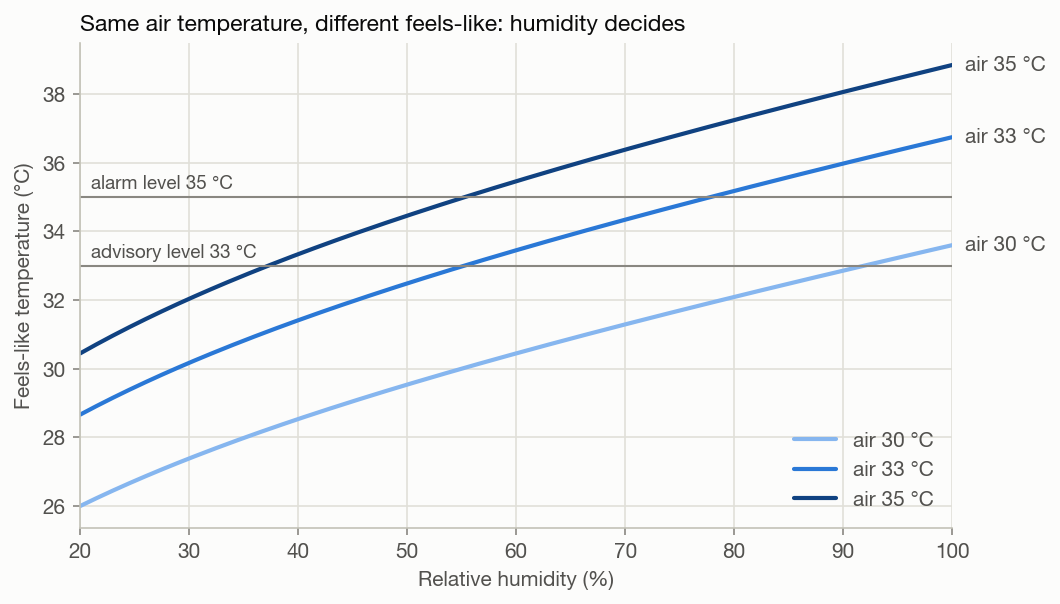 Same air temperature, different feels-like: humidity decides
Feels-like temperature (°C)
38
36
34
32
30
28
26
alarm level 35 °C
advisory level 33 °C
air 35 °C
air 33 °C
air 30 °C
air 30 °C
air 33 °C
air 35 °C
20 30 40 50 60 70 80 90 100
Relative humidity (%)